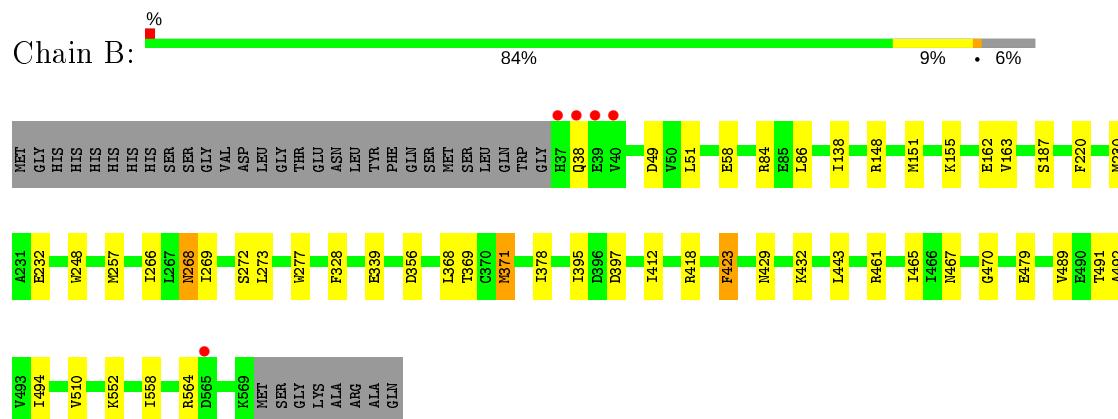 %
Chain B:
84% 9% • 6%
MET GLY HIS HIS HIS HIS HIS HIS SER SER GLY VAL ASP LEU GLY THR GLU ASN LEU TYR PHE GLN SER MET SER LEU GLN TRP GLY H37 Q38 E39 V40 D49 V50 L51 E58 R84 E85 L86 I138 R148 M151 K155 E162 V163 S187 F220 M230
A231 E232 W248 M257 I266 L267 N268 I269 S272 L273 W277 F328 E339 D356 L368 T369 C370 M371 I378 I395 D396 D397 I412 R418 F423 N429 K432 L443 R461 I465 I466 N467 G470 E479 V489 E490 T491 A492
V493 I494 V510 K552 I558 R564 D565 K569 MET SER GLY LYS ALA ARG ALA GLN